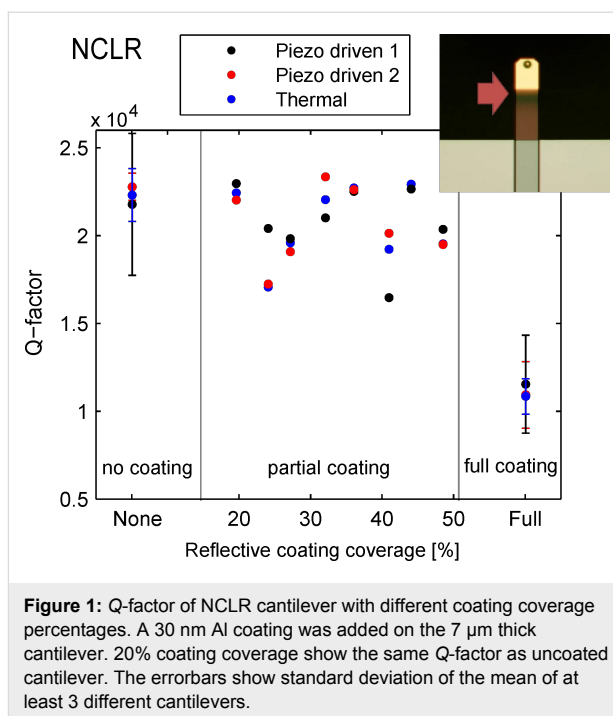 NCLR
Piezo driven 1
Piezo driven 2
Thermal
x 10⁴
2.5
2
1.5
1
0.5
Q-factor
no coating
partial coating
full coating
None
20
30
40
50
Full
Reflective coating coverage [%]
Figure 1: Q-factor of NCLR cantilever with different coating coverage
percentages. A 30 nm Al coating was added on the 7 μm thick
cantilever. 20% coating coverage show the same Q-factor as uncoated
cantilever. The errorbars show standard deviation of the mean of at
least 3 different cantilevers.